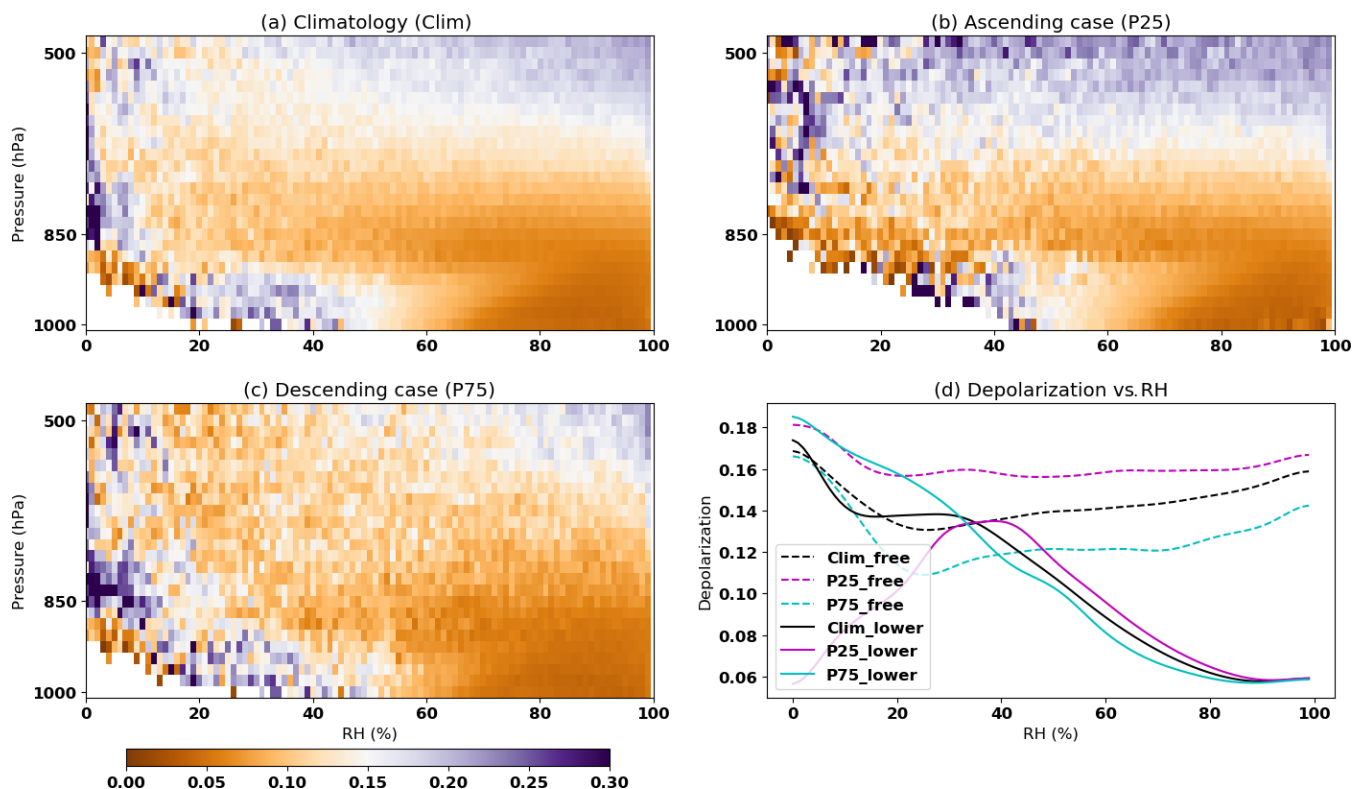 (a) Climatology (Clim)
(b) Ascending case (P25)
500
850
1000
Pressure (hPa)
0 20 40 60 80 100
500
850
1000
0 20 40 60 80 100
(c) Descending case (P75)
(d) Depolarization vs. RH
500
850
1000
Pressure (hPa)
0 20 40 60 80 100
RH (%)
0.18
0.16
0.14
0.12
0.10
0.08
0.06
Depolarization
Clim_free
P25_free
P75_free
Clim_lower
P25_lower
P75_lower
0 20 40 60 80 100
RH (%)
0.00 0.05 0.10 0.15 0.20 0.25 0.30